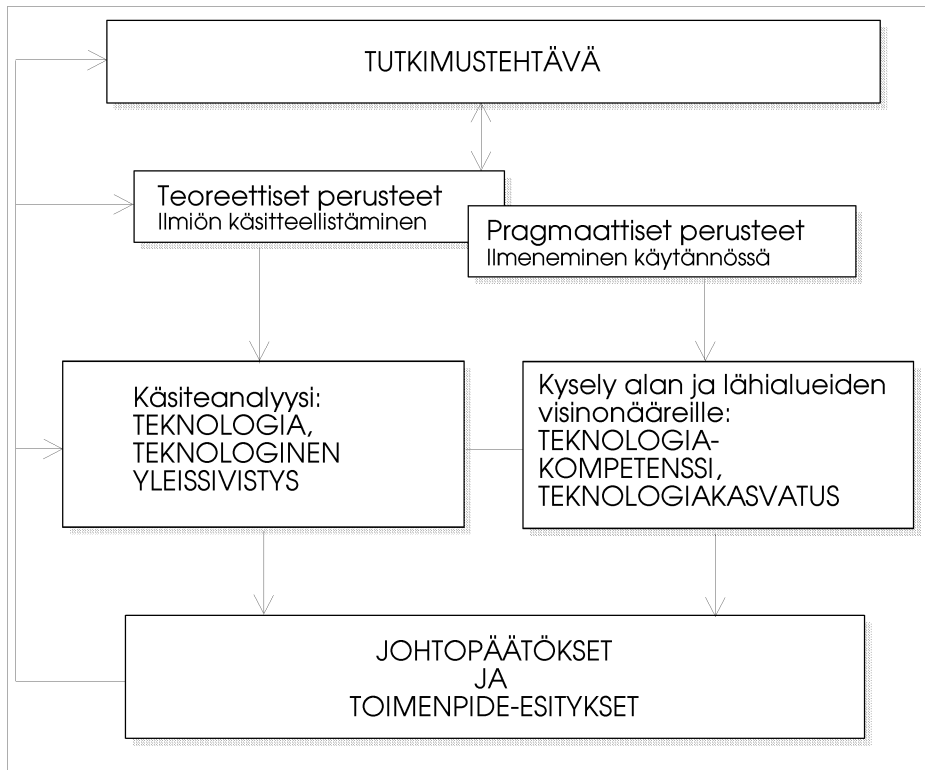 TUTKIMUSTEHTÄVÄ
Teoreettiset perusteet
Ilmiön käsitteellistäminen
Pragmaattiset perusteet
Ilmeneminen käytännössä
Käsiteanalyysi:
TEKNOLOGIA,
TEKNOLOGINEN
YLEISSIVISTYS
Kysely alan ja lähialueiden
visinonääreille:
TEKNOLOGIA-
KOMPETENSSI,
TEKNOLOGIAKASVATUS
JOHTOPÄÄTÖKSET
JA
TOIMENPIDE-ESITYKSET